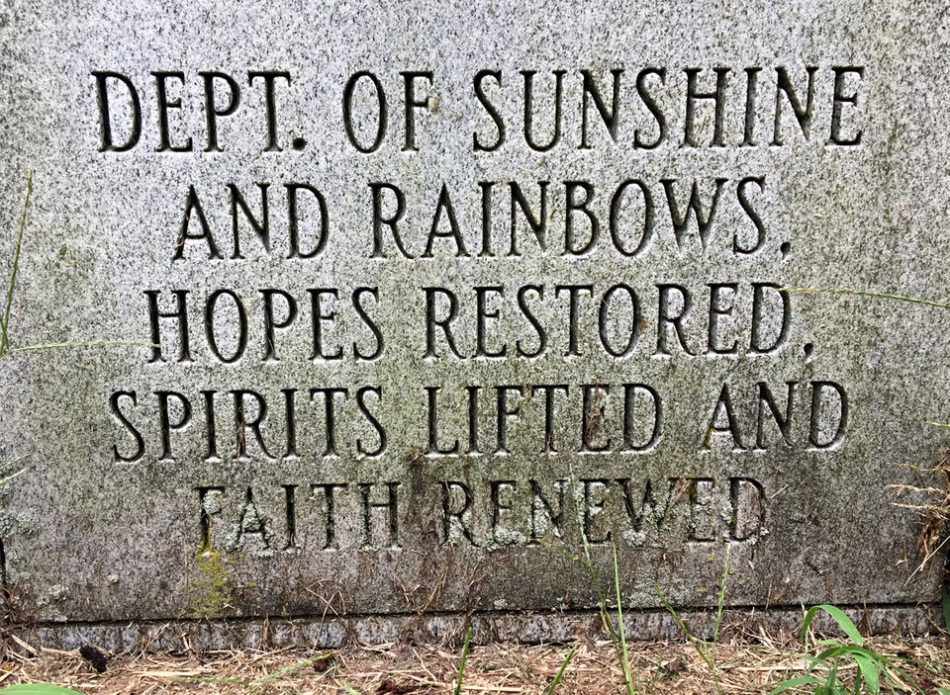 DEPT. OF SUNSHINE
AND RAINBOWS.
HOPES RESTORED,
SPIRITS LIFTED AND
FAITH RENEWED